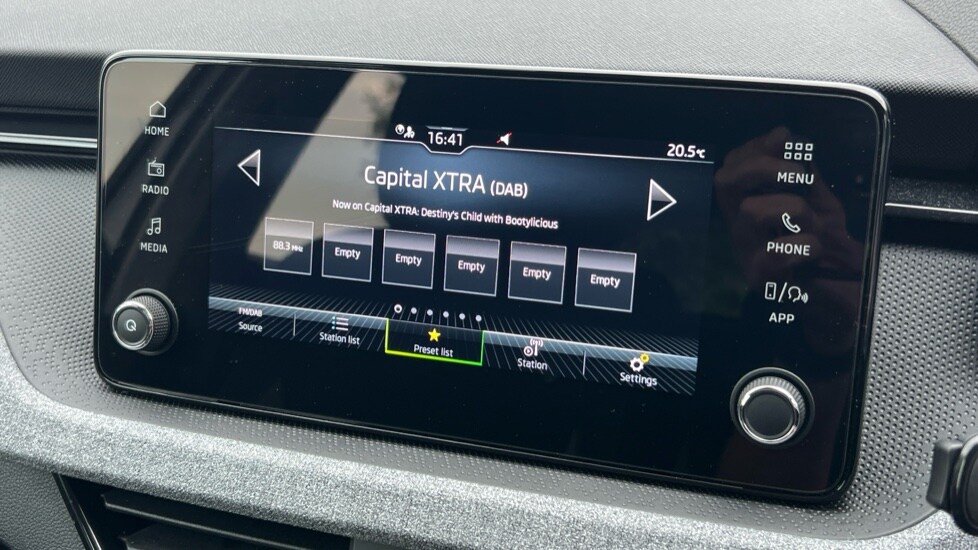 HOME
RADIO
MEDIA
16:41
20.5°C
Capital XTRA (DAB)
Now on Capital XTRA: Destiny's Child with Bootylicious
88.3 MHz
Empty
Empty
Empty
Empty
Empty
FM/DAB
Source
Station list
Preset list
Station
Settings
MENU
PHONE
APP